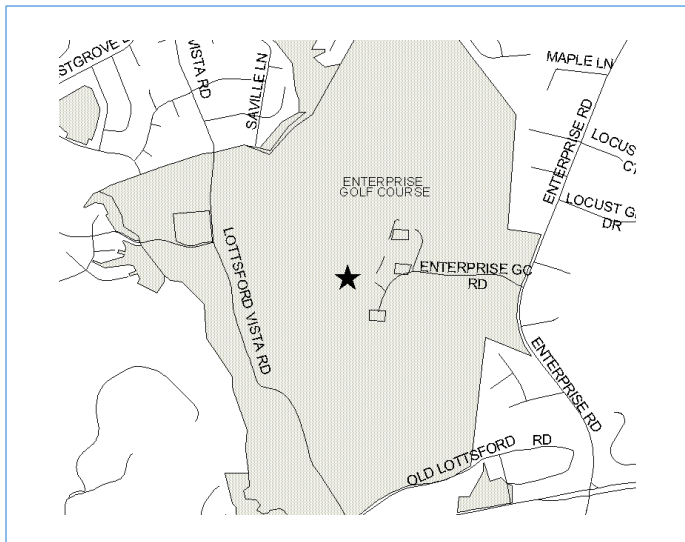 STGROVE L
VISTA RD
SAVILLE LN
MAPLE LN
ENTERPRISE RD
LOCUS
CT
LOCUST G
DR
ENTERPRISE
GOLF COURSE
ENTERPRISE GC
RD
LOTTSFORD VISTA RD
ENTERPRISE RD
OLD LOTTSFORD RD